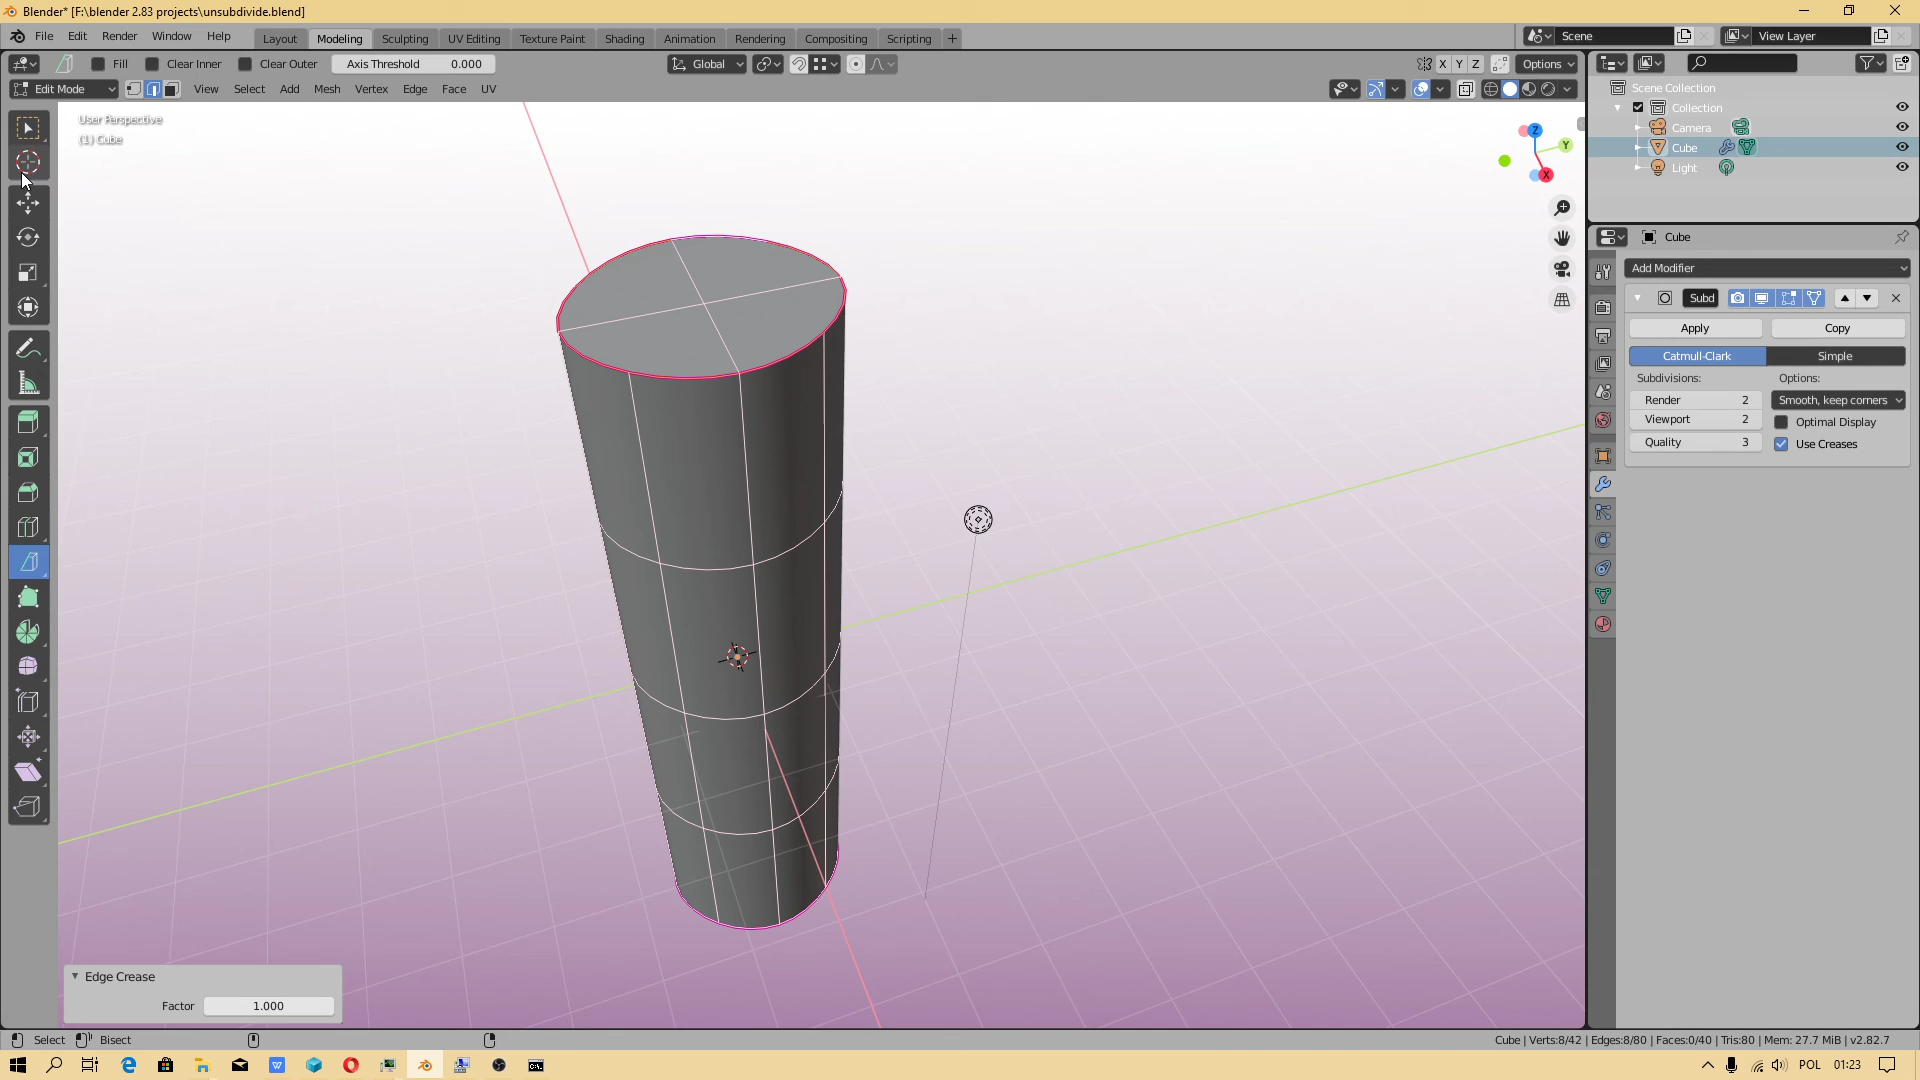 Blender* [F:\blender 2.83 projects\unsubdivide.blend]
File Edit Render Window Help Layout Modeling Sculpting UV Editing Texture Paint Shading Animation Rendering Compositing Scripting Scene View Layer
Fill Clear Inner Clear Outer Axis Threshold 0.000 Global X Y Z Options
Edit Mode View Select Add Mesh Vertex Edge Face UV
User Perspective
(1) Cube
Z
Y
X
Scene Collection
Collection
Camera
Cube
Light
Cube
Add Modifier
Subd
Apply Copy
Catmull-Clark Simple
Subdivisions: Options:
Render 2 Smooth, keep corners
Viewport 2 Optimal Display
Quality 3 Use Creases
Edge Crease
Factor 1.000
Select Bisect Cube | Verts:8/42 | Edges:8/80 | Faces:0/40 | Tris:80 | Mem: 27.7 MiB | v2.82.7
POL 01:23